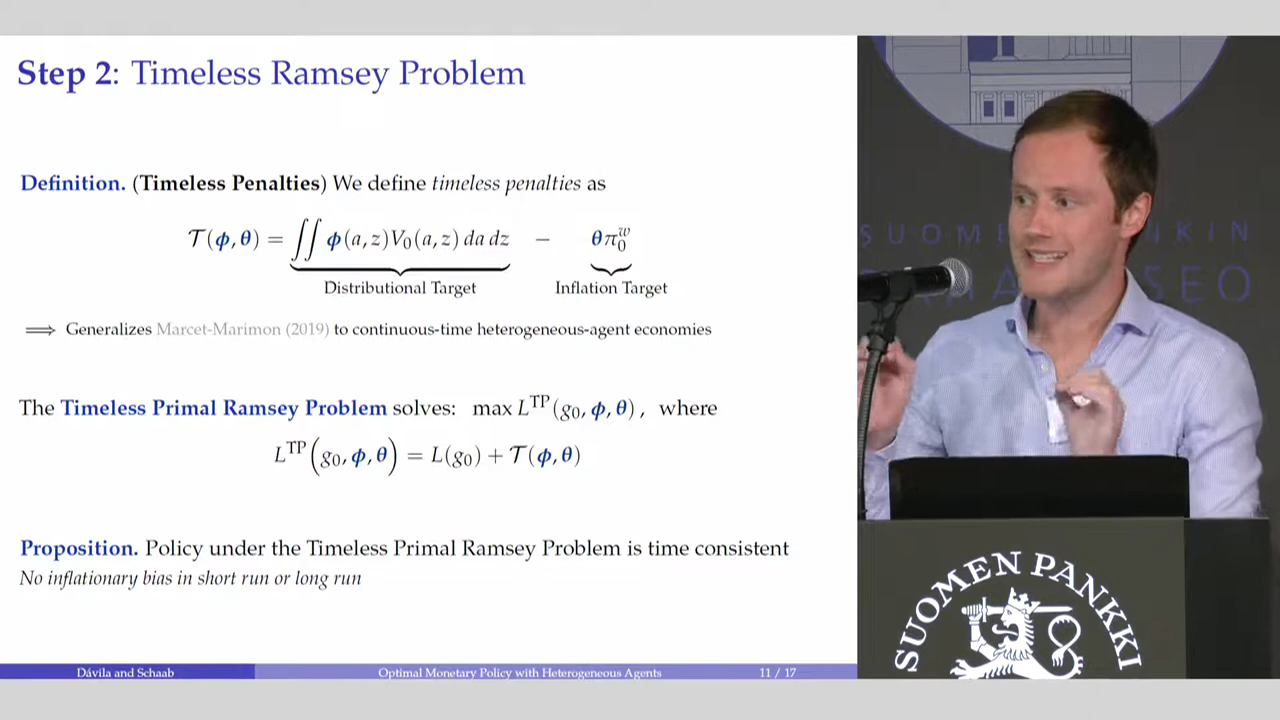 Step 2: Timeless Ramsey Problem
Definition. (Timeless Penalties) We define timeless penalties as
𝒯(ϕ, θ) = ∬ ϕ(a, z)V₀(a, z) da dz − θπ₀ʷ
Distributional Target Inflation Target
⟹ Generalizes Marcet-Marimon (2019) to continuous-time heterogeneous-agent economies
The Timeless Primal Ramsey Problem solves: max Lᵀᴾ(g₀, ϕ, θ), where
Lᵀᴾ(g₀, ϕ, θ) = L(g₀) + 𝒯(ϕ, θ)
Proposition. Policy under the Timeless Primal Ramsey Problem is time consistent
No inflationary bias in short run or long run
Dávila and Schaab Optimal Monetary Policy with Heterogeneous Agents 11 / 17
SUOMEN PANKKI